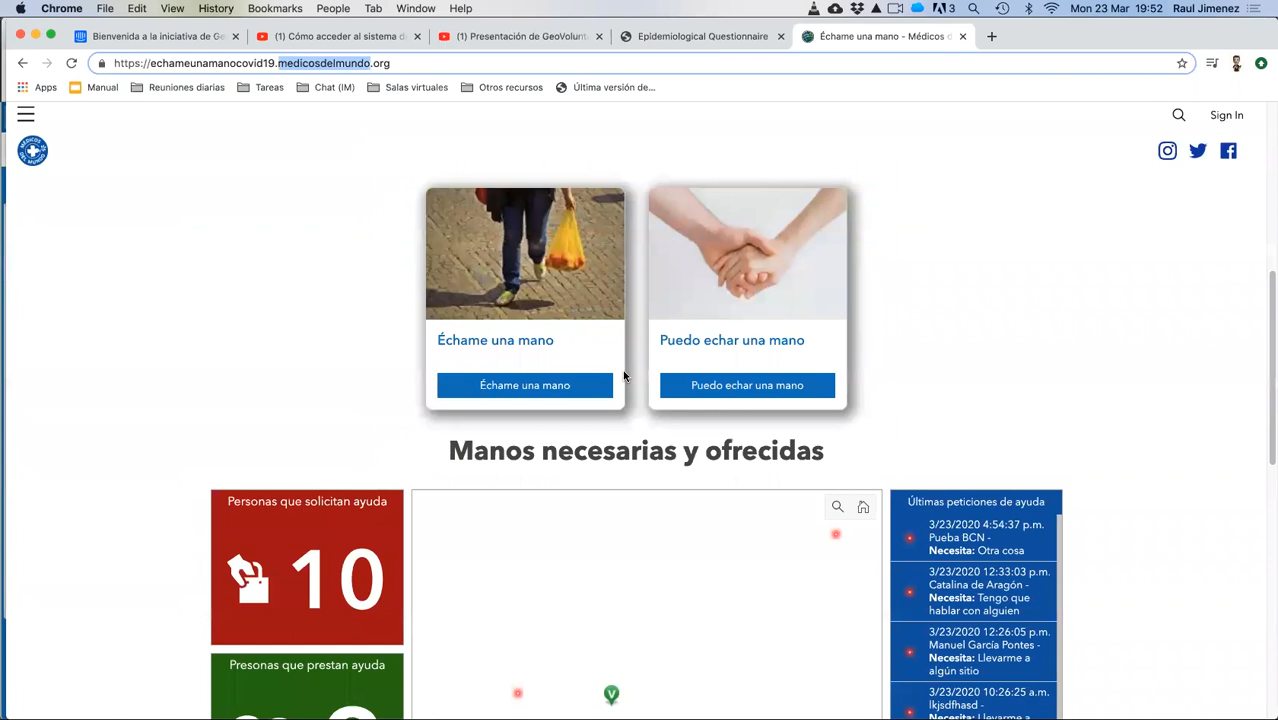 Chrome File Edit View History Bookmarks People Tab Window Help 3 Mon 23 Mar 19:52 Raul Jimenez
Bienvenida a la iniciativa de Ge
(1) Cómo acceder al sistema d
(1) Presentación de GeoVolunt
Epidemiological Questionnaire
Échame una mano - Médicos d
https://echameunamanocovid19.medicosdelmundo.org
Apps Manual Reuniones diarias Tareas Chat (IM) Salas virtuales Otros recursos Última versión de...
Sign In
MÉDICOS DEL MUNDO
Échame una mano
Échame una mano
Puedo echar una mano
Puedo echar una mano
Manos necesarias y ofrecidas
Personas que solicitan ayuda
10
Presonas que prestan ayuda
V
Últimas peticiones de ayuda
3/23/2020 4:54:37 p.m.
Pueba BCN -
Necesita: Otra cosa
3/23/2020 12:33:03 p.m.
Catalina de Aragón -
Necesita: Tengo que
hablar con alguien
3/23/2020 12:26:05 p.m.
Manuel García Pontes -
Necesita: Llevarme a
algún sitio
3/23/2020 10:26:25 a.m.
lkjsdfhasd -